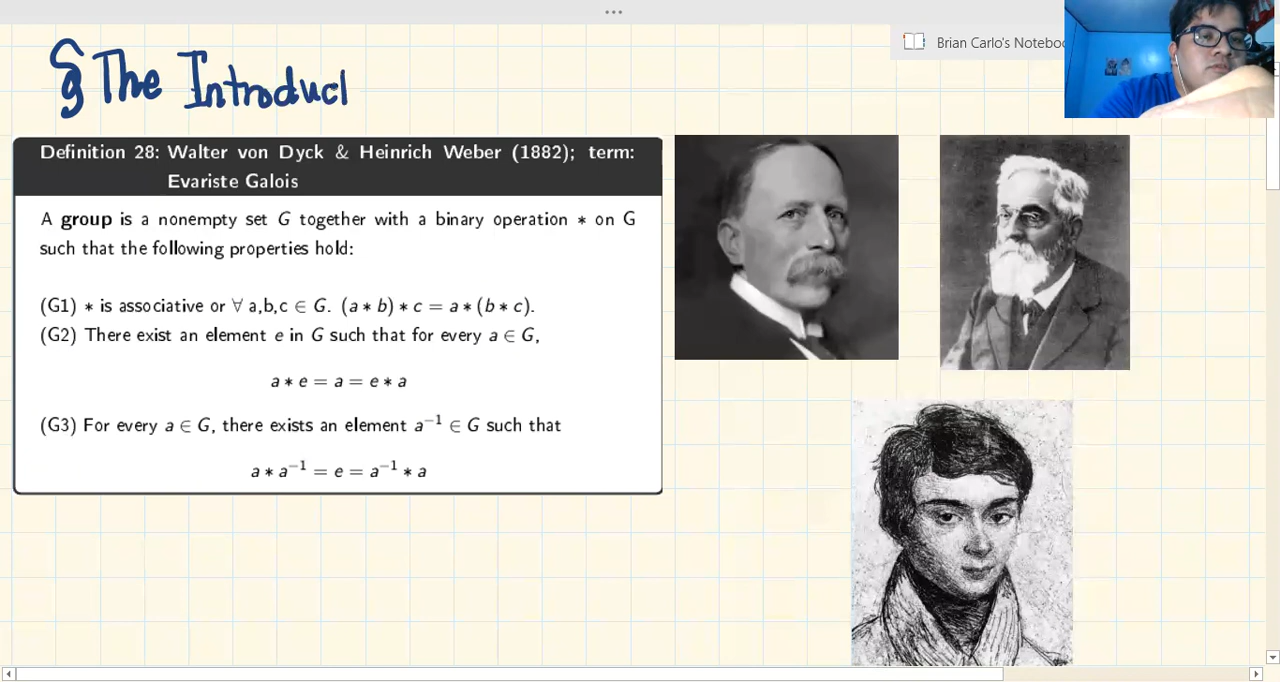 § The Introduct
Brian Carlo's Notebo
Definition 28: Walter von Dyck & Heinrich Weber (1882); term:
Evariste Galois
A group is a nonempty set G together with a binary operation ∗ on G
such that the following properties hold:
(G1) ∗ is associative or ∀ a,b,c ∈ G. (a ∗ b) ∗ c = a ∗ (b ∗ c).
(G2) There exist an element e in G such that for every a ∈ G,
a ∗ e = a = e ∗ a
(G3) For every a ∈ G, there exists an element a⁻¹ ∈ G such that
a ∗ a⁻¹ = e = a⁻¹ ∗ a